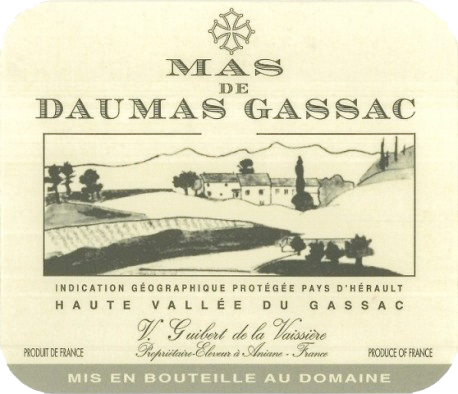 MAS
DE
DAUMAS GASSAC
INDICATION GÉOGRAPHIQUE PROTÉGÉE PAYS D'HÉRAULT
HAUTE VALLÉE DU GASSAC
V. Guibert de la Vaissière
Propriétaire-Eleveur à Aniane - France
PRODUIT DE FRANCE
PRODUCE OF FRANCE
MIS EN BOUTEILLE AU DOMAINE